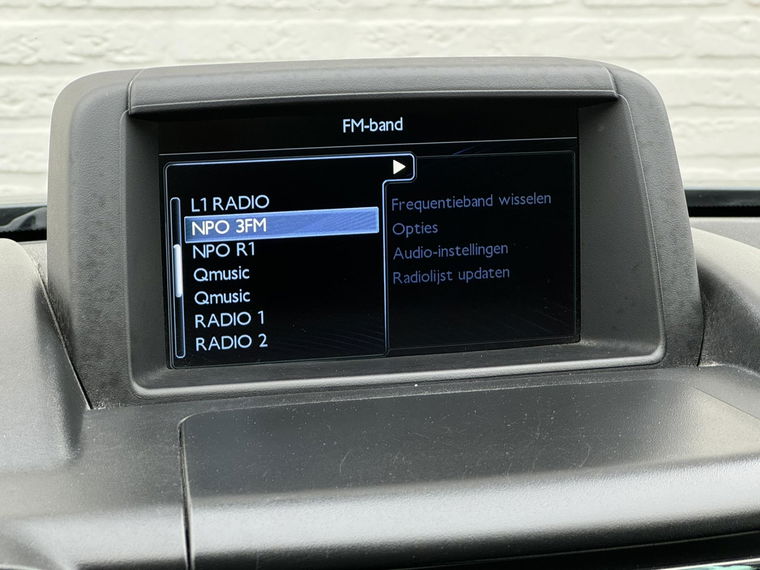 FM-band
L1 RADIO
NPO 3FM
NPO R1
Qmusic
Qmusic
RADIO 1
RADIO 2
Frequentieband wisselen
Opties
Audio-instellingen
Radiolijst updaten